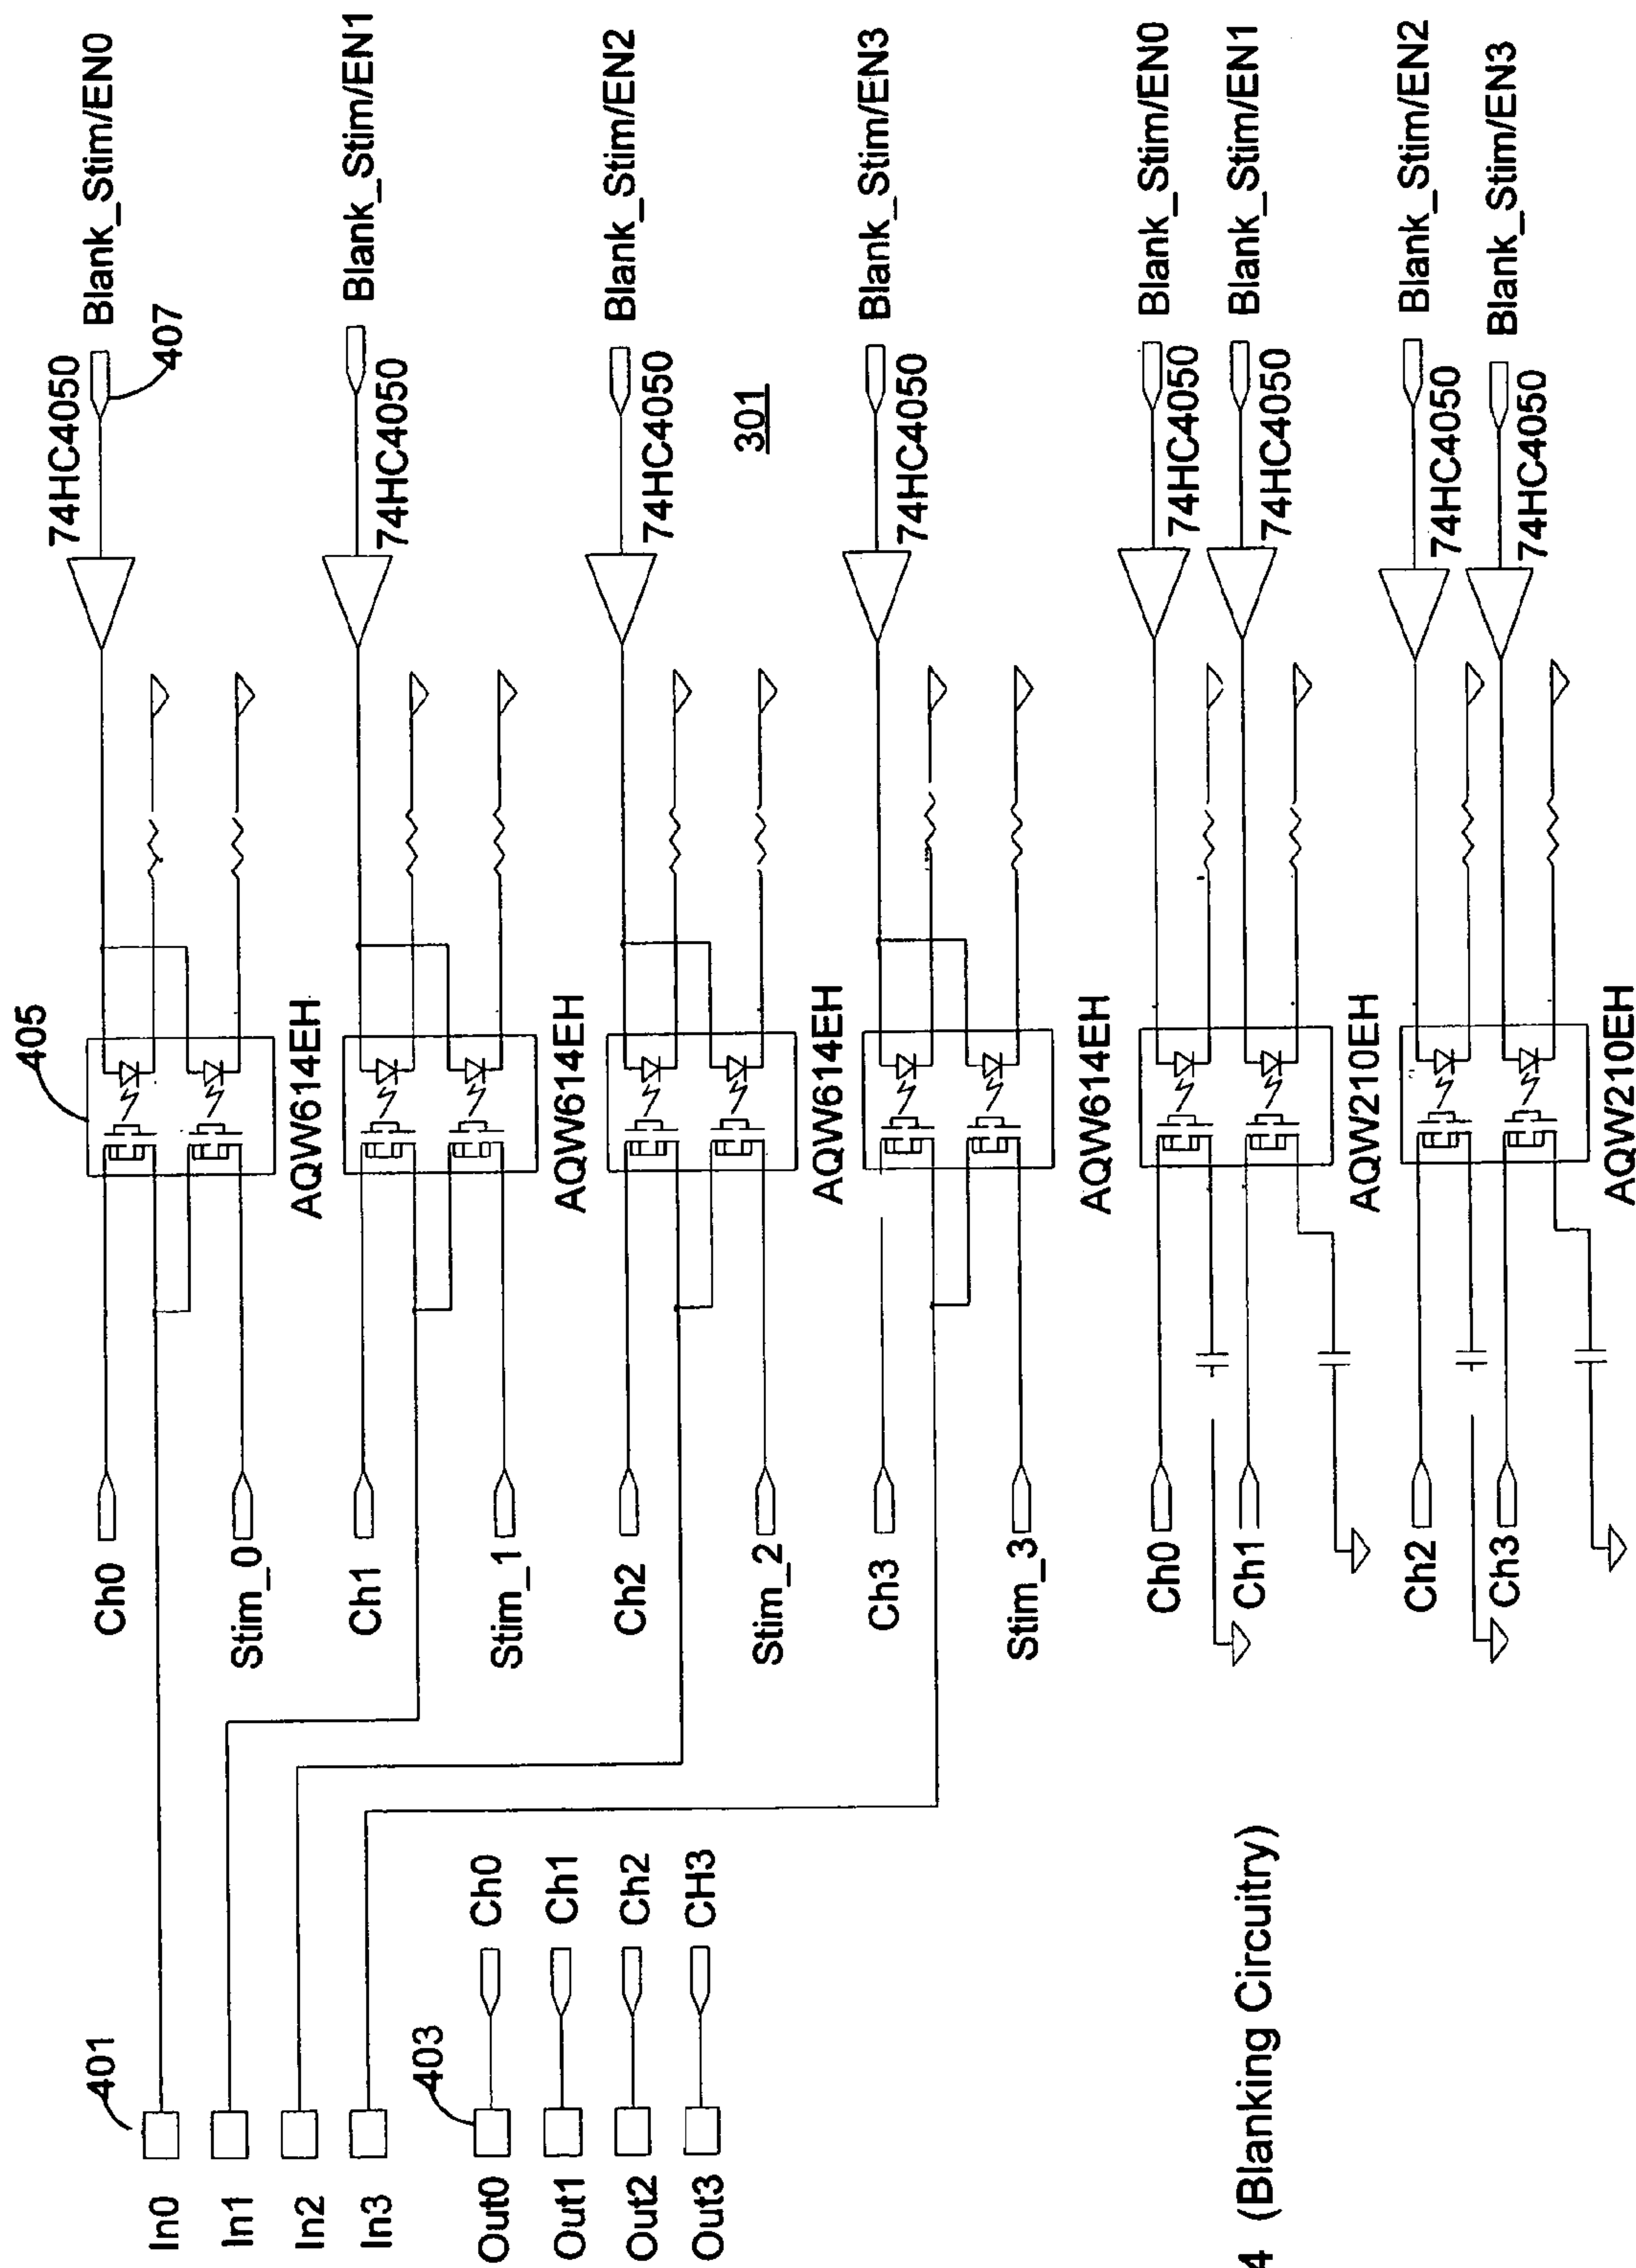 405
74HC4050
Blank_Stim/EN0
407
Ch0
AQW614EH
Stim_0
74HC4050
Blank_Stim/EN1
Ch1
AQW614EH
Stim_1
74HC4050
Blank_Stim/EN2
Ch2
AQW614EH
Stim_2
301
74HC4050
Blank_Stim/EN3
Ch3
AQW614EH
Stim_3
401
In0
In1
In2
In3
403
Out0 Ch0
Out1 Ch1
Out2 Ch2
Out3 CH3
Ch0
74HC4050
Blank_Stim/EN0
Ch1
74HC4050
Blank_Stim/EN1
AQW210EH
Ch2
74HC4050
Blank_Stim/EN2
Ch3
74HC4050
Blank_Stim/EN3
AQW210EH
4 (Blanking Circuitry)